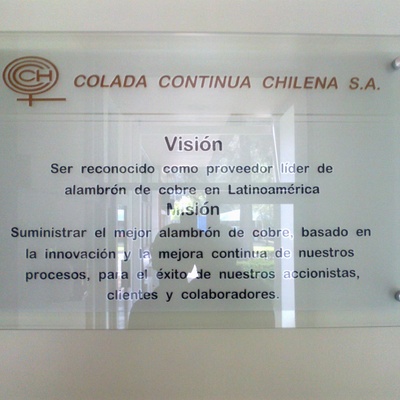 CCH
COLADA CONTINUA CHILENA S.A.
Visión
Ser reconocido como proveedor líder de
alambrón de cobre en Latinoamérica
Misión
Suministrar el mejor alambrón de cobre, basado en
la innovación y la mejora continua de nuestros
procesos, para el éxito de nuestros accionistas,
clientes y colaboradores.